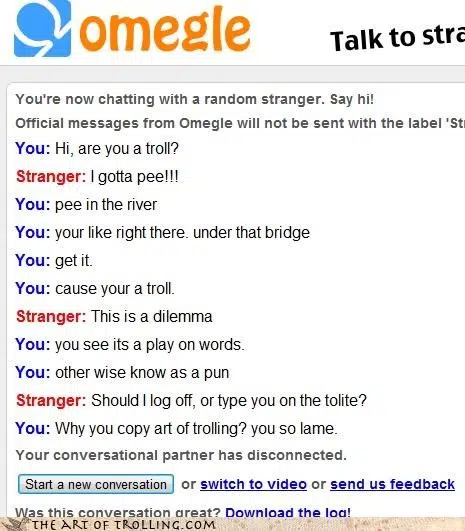 omegle
Talk to stra
You're now chatting with a random stranger. Say hi!
Official messages from Omegle will not be sent with the label 'St
You: Hi, are you a troll?
Stranger: I gotta pee!!!
You: pee in the river
You: your like right there. under that bridge
You: get it.
You: cause your a troll.
Stranger: This is a dilemma
You: you see its a play on words.
You: other wise know as a pun
Stranger: Should I log off, or type you on the tolite?
You: Why you copy art of trolling? you so lame.
Your conversational partner has disconnected.
Start a new conversation or switch to video or send us feedback
Was this conversation great? Download the log!
THE ART OF TROLLING.COM